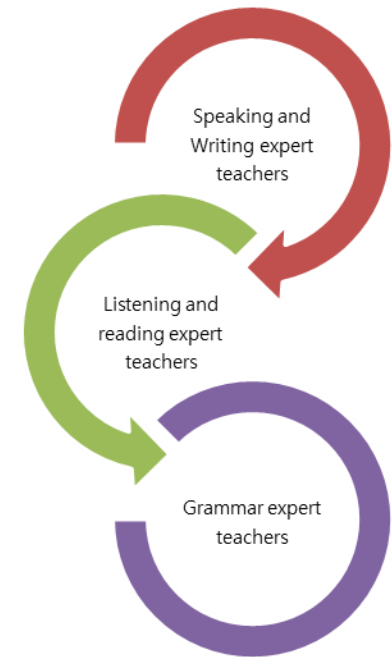 Speaking and
Writing expert
teachers
Listening and
reading expert
teachers
Grammar expert
teachers